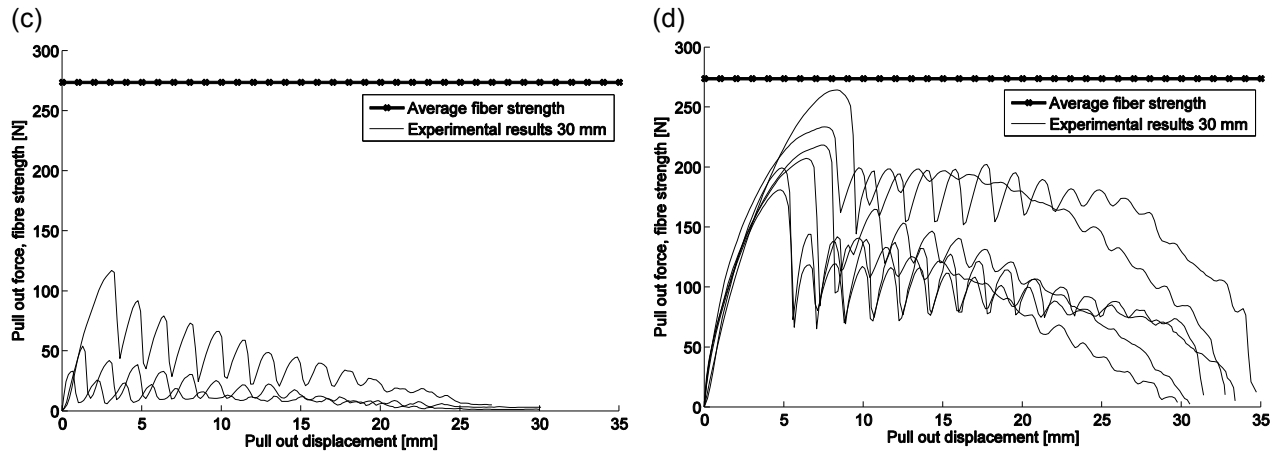 (c)
300
250
200
150
100
50
0
Pull out force, fibre strength [N]
Average fiber strength
Experimental results 30 mm
0 5 10 15 20 25 30 35
Pull out displacement [mm]
(d)
300
250
200
150
100
50
0
Pull out force, fibre strength [N]
Average fiber strength
Experimental results 30 mm
0 5 10 15 20 25 30 35
Pull out displacement [mm]